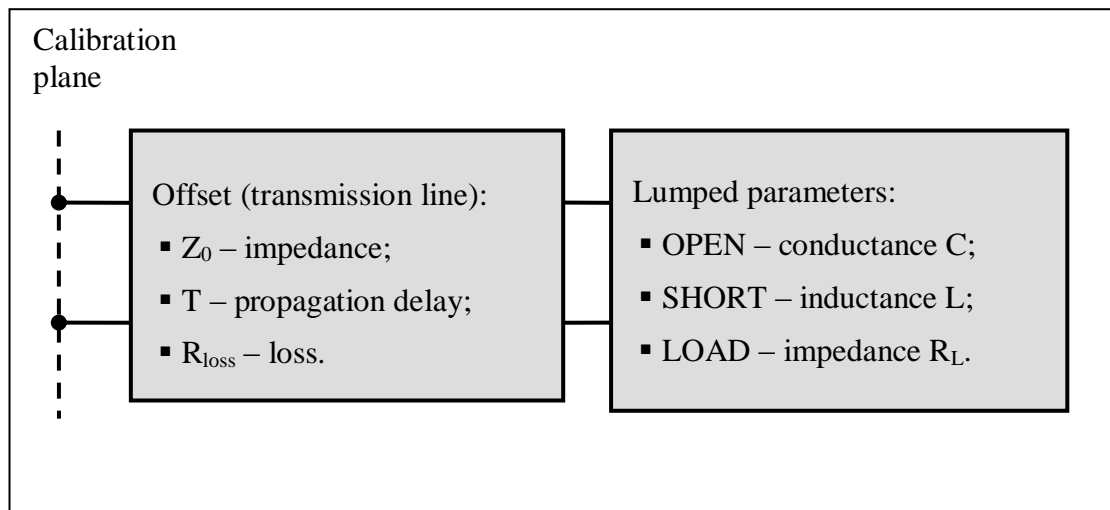 Calibration
plane
Offset (transmission line):
▪ Z₀ – impedance;
▪ T – propagation delay;
▪ Rₗₒₛₛ – loss.
Lumped parameters:
▪ OPEN – conductance C;
▪ SHORT – inductance L;
▪ LOAD – impedance R_L.